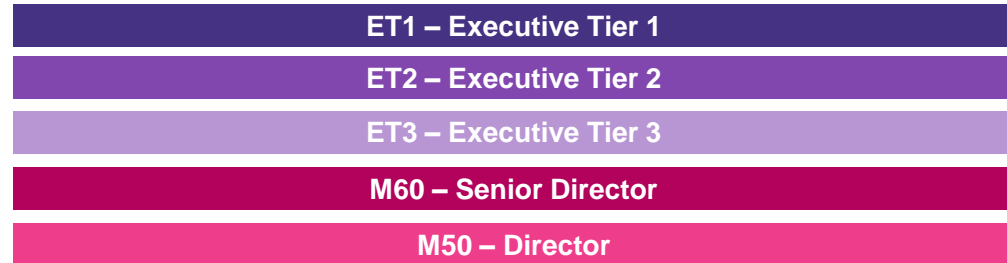 ET1 – Executive Tier 1
ET2 – Executive Tier 2
ET3 – Executive Tier 3
M60 – Senior Director
M50 – Director